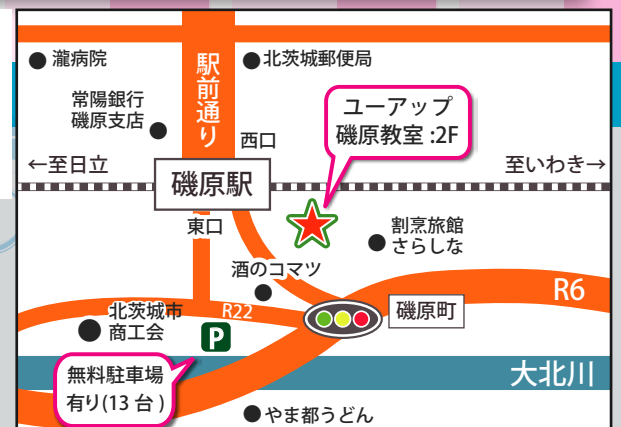 瀧病院
駅前通り
北茨城郵便局
常陽銀行
磯原支店
西口
ユーアップ
磯原教室:2F
←至日立
磯原駅
至いわき→
東口
割烹旅館
さらしな
酒のコマツ
R6
北茨城市
商工会
R22
磯原町
P
無料駐車場
有り(13台)
大北川
やま都うどん